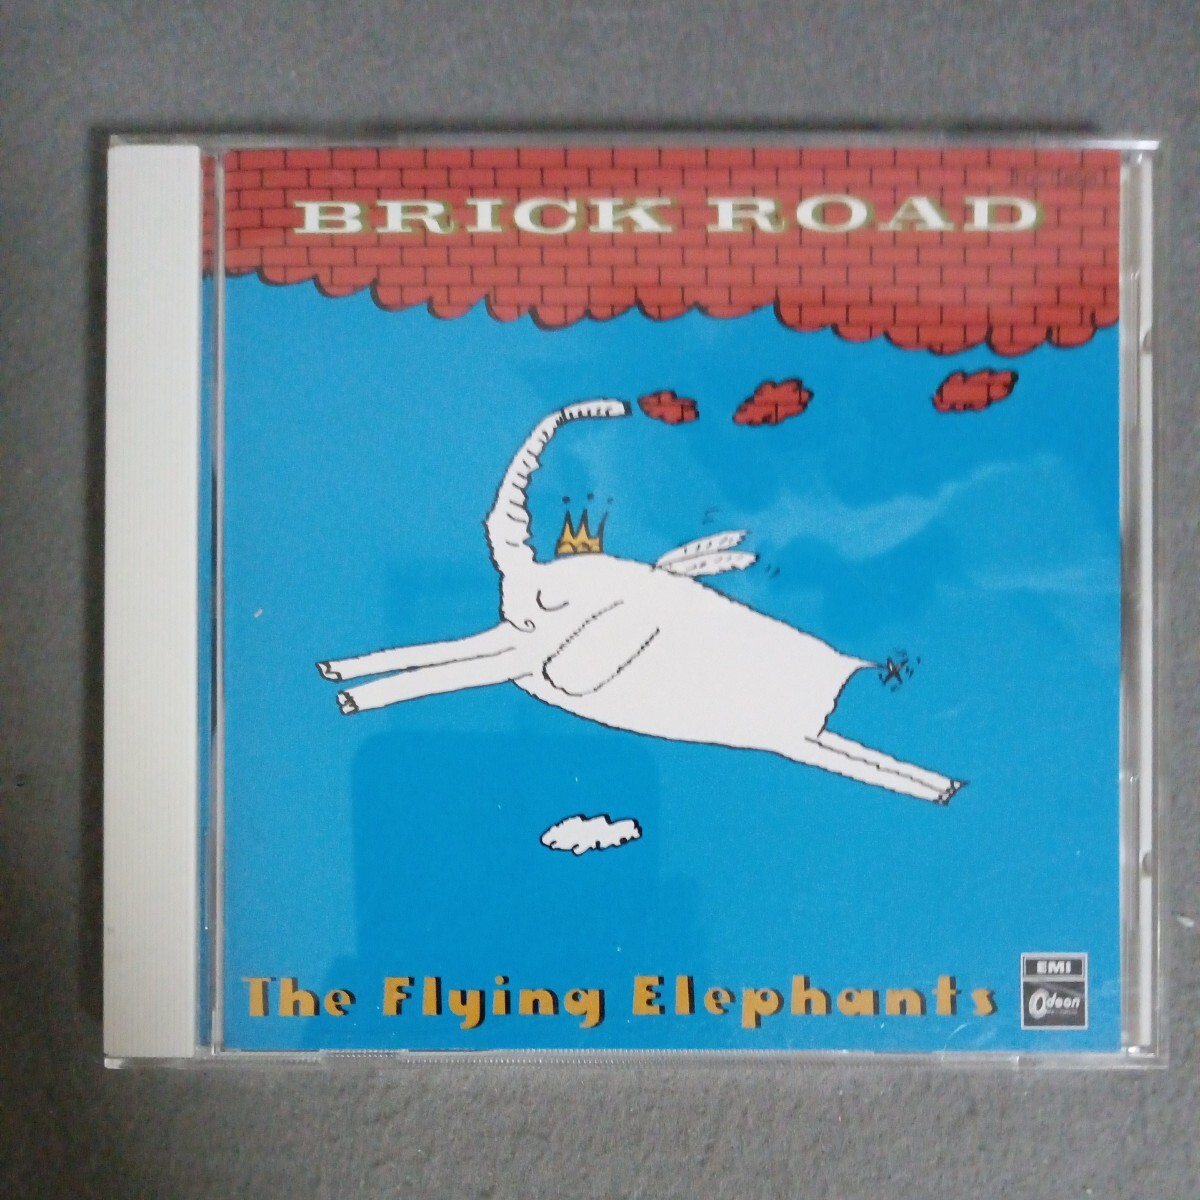 BRICK ROAD
The Flying Elephants
EMI
Odeon